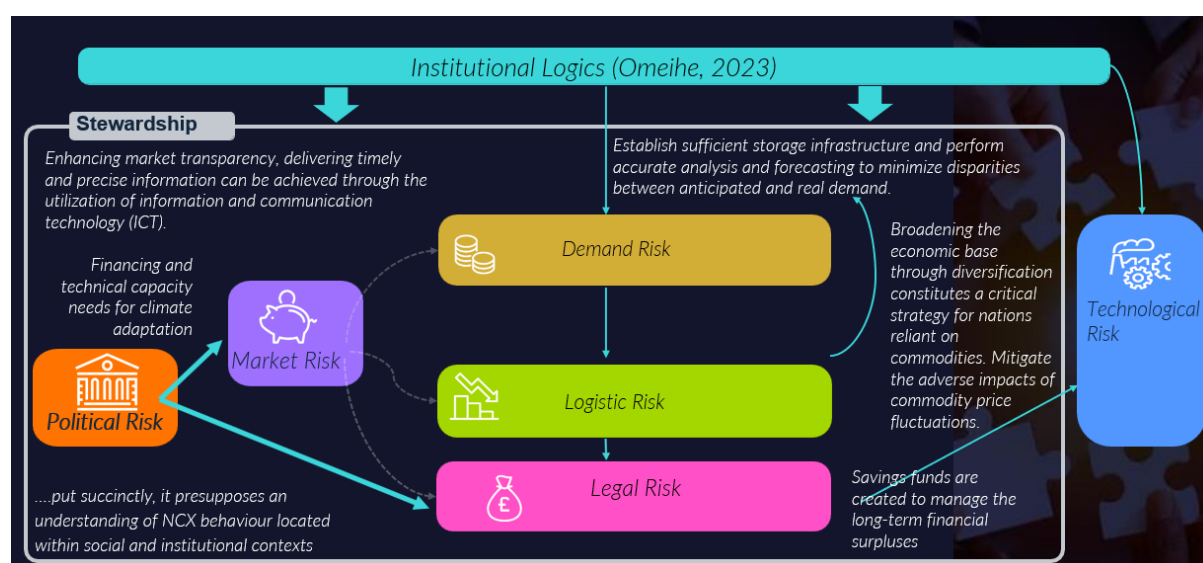 Institutional Logics (Omeihe, 2023)
Stewardship
Enhancing market transparency, delivering timely
and precise information can be achieved through the
utilization of information and communication
technology (ICT).
Establish sufficient storage infrastructure and perform
accurate analysis and forecasting to minimize disparities
between anticipated and real demand.
Financing and
technical capacity
needs for climate
adaptation
Political Risk
Market Risk
Demand Risk
Logistic Risk
£
Legal Risk
Broadening the
economic base
through diversification
constitutes a critical
strategy for nations
reliant on
commodities. Mitigate
the adverse impacts of
commodity price
fluctuations.
Technological
Risk
....put succinctly, it presupposes an
understanding of NCX behaviour located
within social and institutional contexts
Savings funds are
created to manage the
long-term financial
surpluses